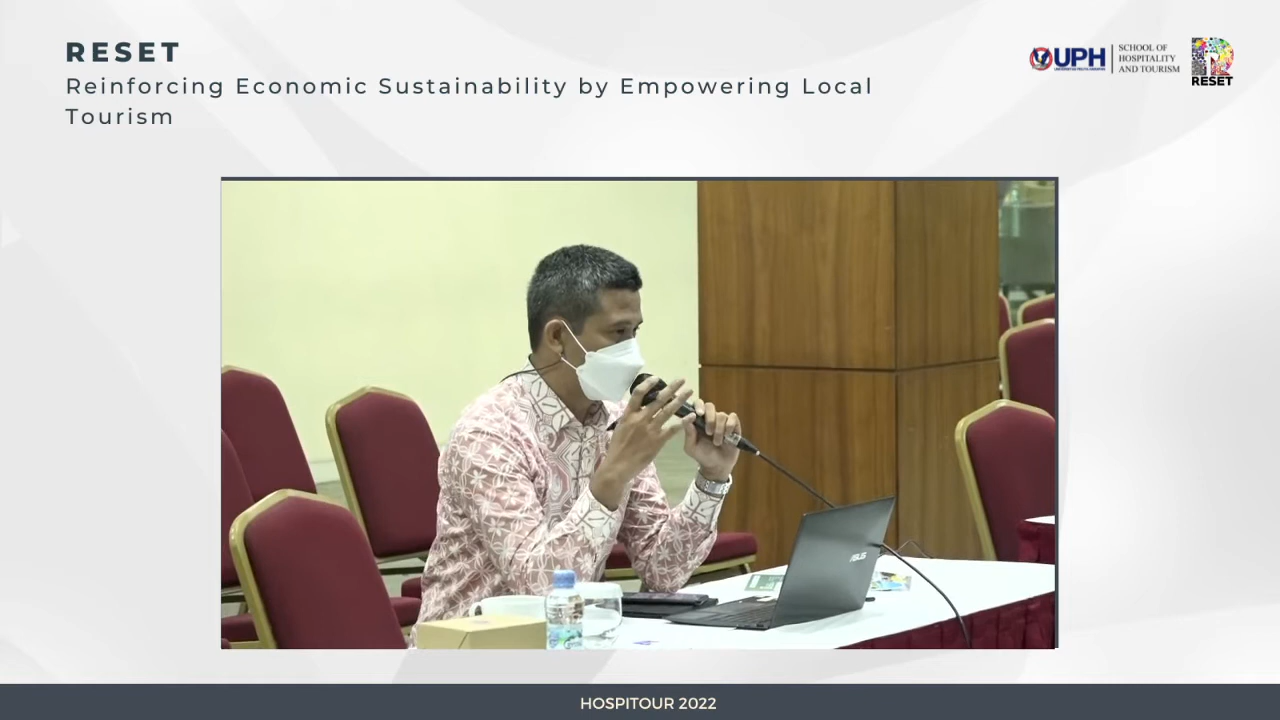 RESET
Reinforcing Economic Sustainability by Empowering Local
Tourism
UPH
SCHOOL OF
HOSPITALITY
AND TOURISM
RESET
ASUS
HOSPITOUR 2022